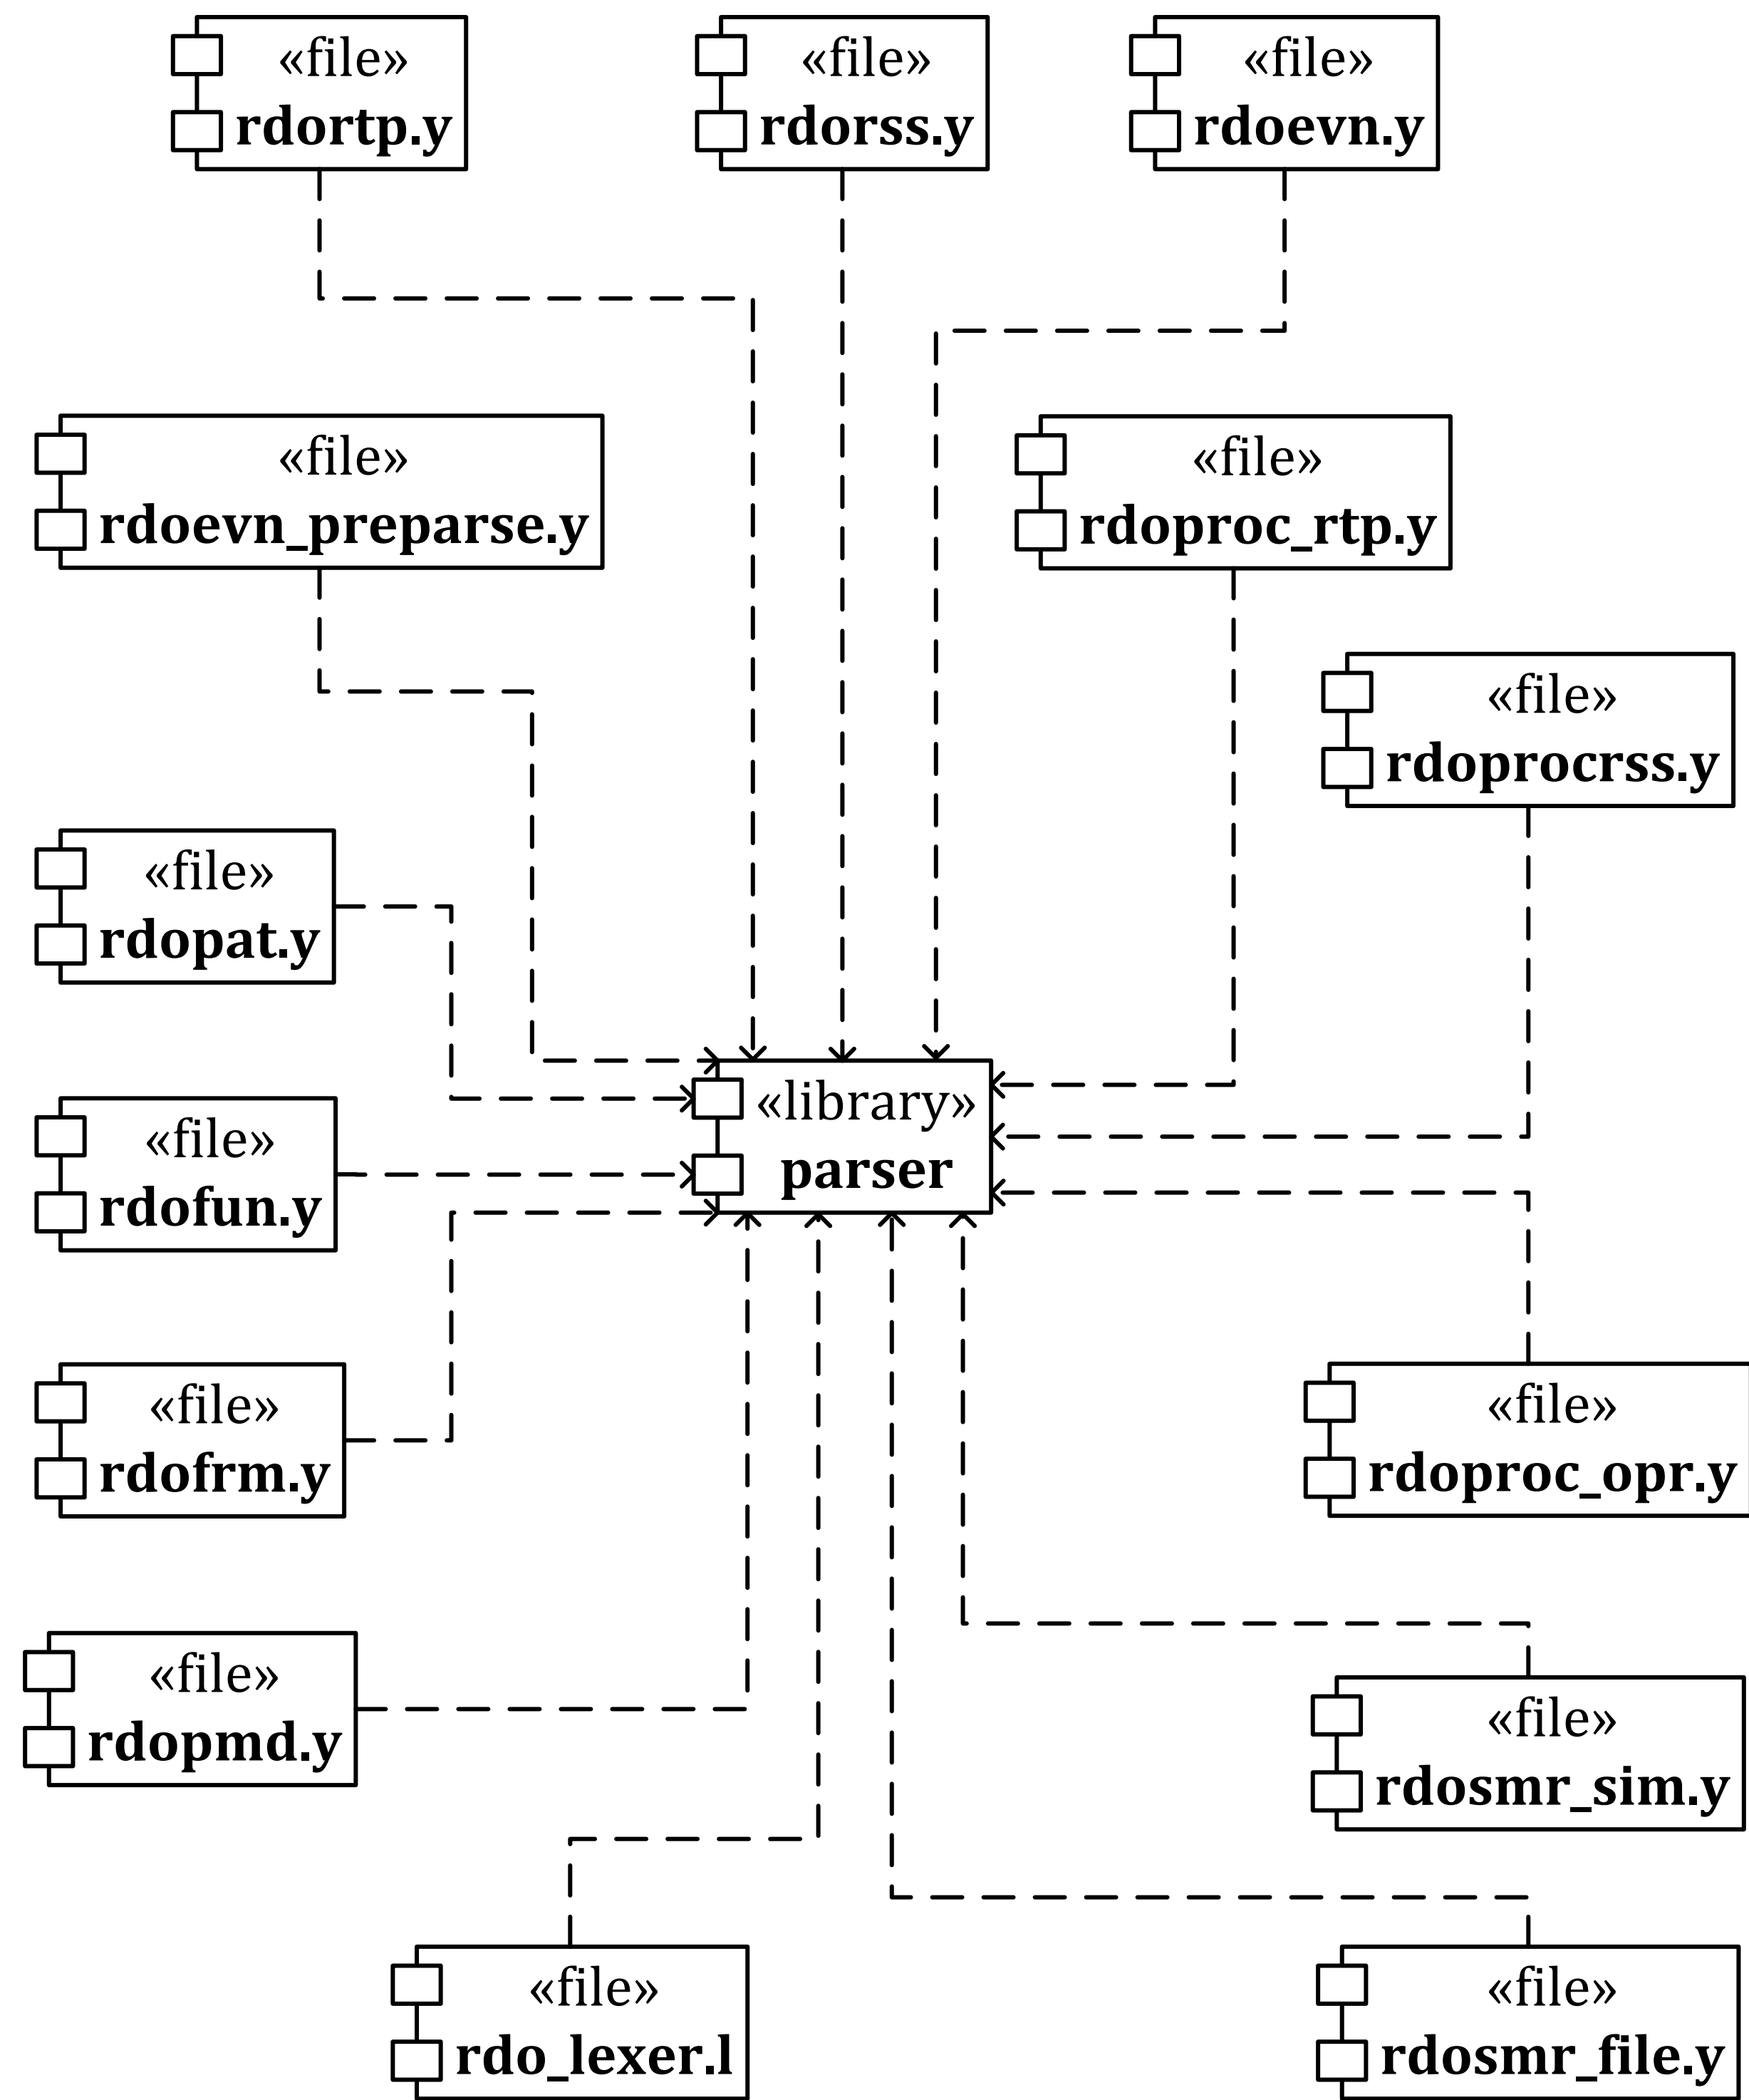 «file»
rdortp.y
«file»
rdorss.y
«file»
rdoevn.y
«file»
rdoevn_preparse.y
«file»
rdoproc_rtp.y
«file»
rdoprocrss.y
«file»
rdopat.y
«library»
parser
«file»
rdofun.y
«file»
rdofrm.y
«file»
rdoproc_opr.y
«file»
rdopmd.y
«file»
rdosmr_sim.y
«file»
rdo_lexer.l
«file»
rdosmr_file.y